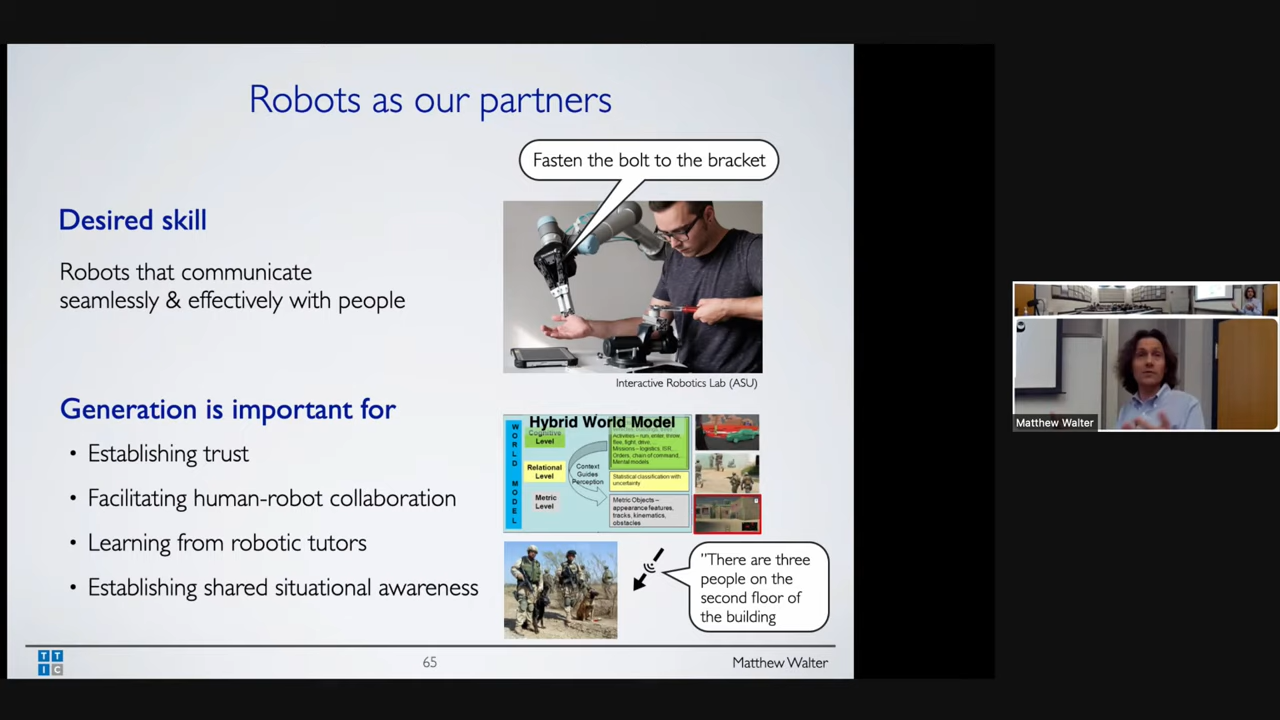 Robots as our partners
Fasten the bolt to the bracket
Desired skill
Robots that communicate
seamlessly & effectively with people
Interactive Robotics Lab (ASU)
Generation is important for
• Establishing trust
• Facilitating human-robot collaboration
• Learning from robotic tutors
• Establishing shared situational awareness
Hybrid World Model
WORLD MODEL
Cognitive
Level
Relational
Level
Metric
Level
Context
Guides
Perception
Activities – run, enter, throw,
flee, fight, drive…
Missions – logistics, ISR,
Orders, chain of command,
Mental models
Statistical classification with
uncertainty
Metric Objects –
appearance features,
tracks, kinematics,
obstacles
"There are three
people on the
second floor of
the building
TTIC
65
Matthew Walter
Matthew Walter